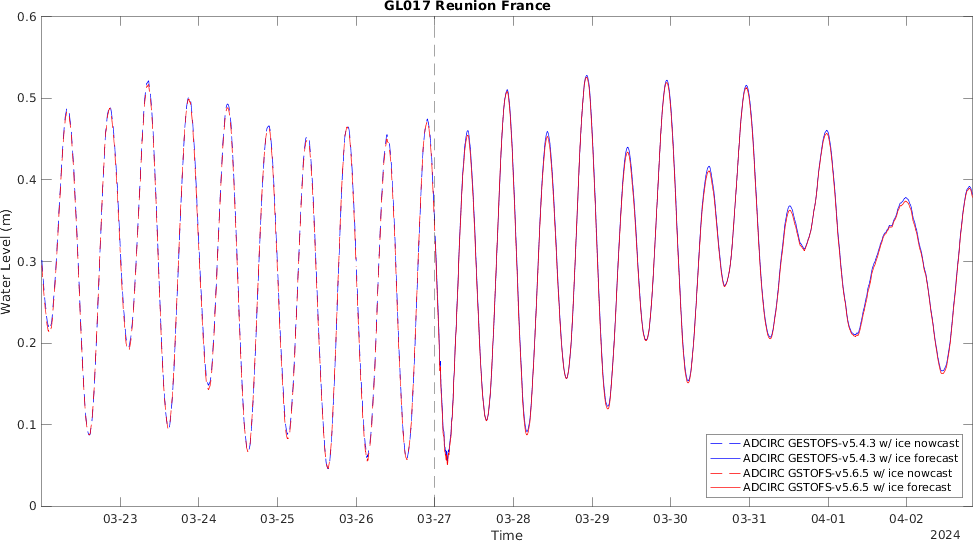 GL017 Reunion France
0.6
0.5
0.4
0.3
0.2
0.1
0
Water Level (m)
ADCIRC GESTOFS-v5.4.3 w/ ice nowcast
ADCIRC GESTOFS-v5.4.3 w/ ice forecast
ADCIRC GSTOFS-v5.6.5 w/ ice nowcast
ADCIRC GSTOFS-v5.6.5 w/ ice forecast
03-23 03-24 03-25 03-26 03-27 03-28 03-29 03-30 03-31 04-01 04-02
Time
2024